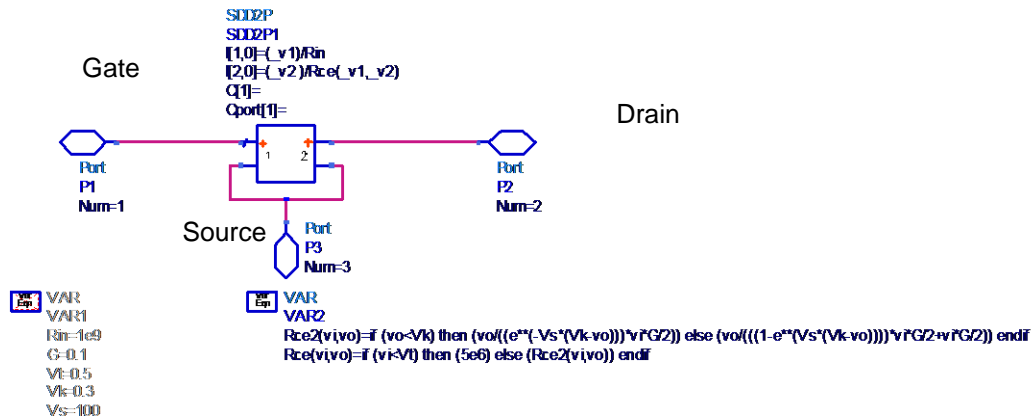 SDD2P
SDD2P1
I[1,0]=(_v1)/Rin
I[2,0]=(_v2 )/Rce(_v1,_v2)
C[1]=
Cport[1]=
Gate
Drain
1 2
Port
P1
Num=1
Port
P2
Num=2
Source
Port
P3
Num=3
Var
Eqn
VAR
VAR1
Rin=1e9
G=0.1
Vt=0.5
Vk=0.3
Vs=100
Var
Eqn
VAR
VAR2
Rce2(vi,vo)=if (vo<Vk) then (vo/((e**(-Vs*(Vk-vo)))*vi*G/2)) else (vo/((((1-e**(Vs*(Vk-vo))))*vi*G/2+vi*G/2)) endif
Rce(vi,vo)=if (vi<Vt) then (5e6) else (Rce2(vi,vo)) endif